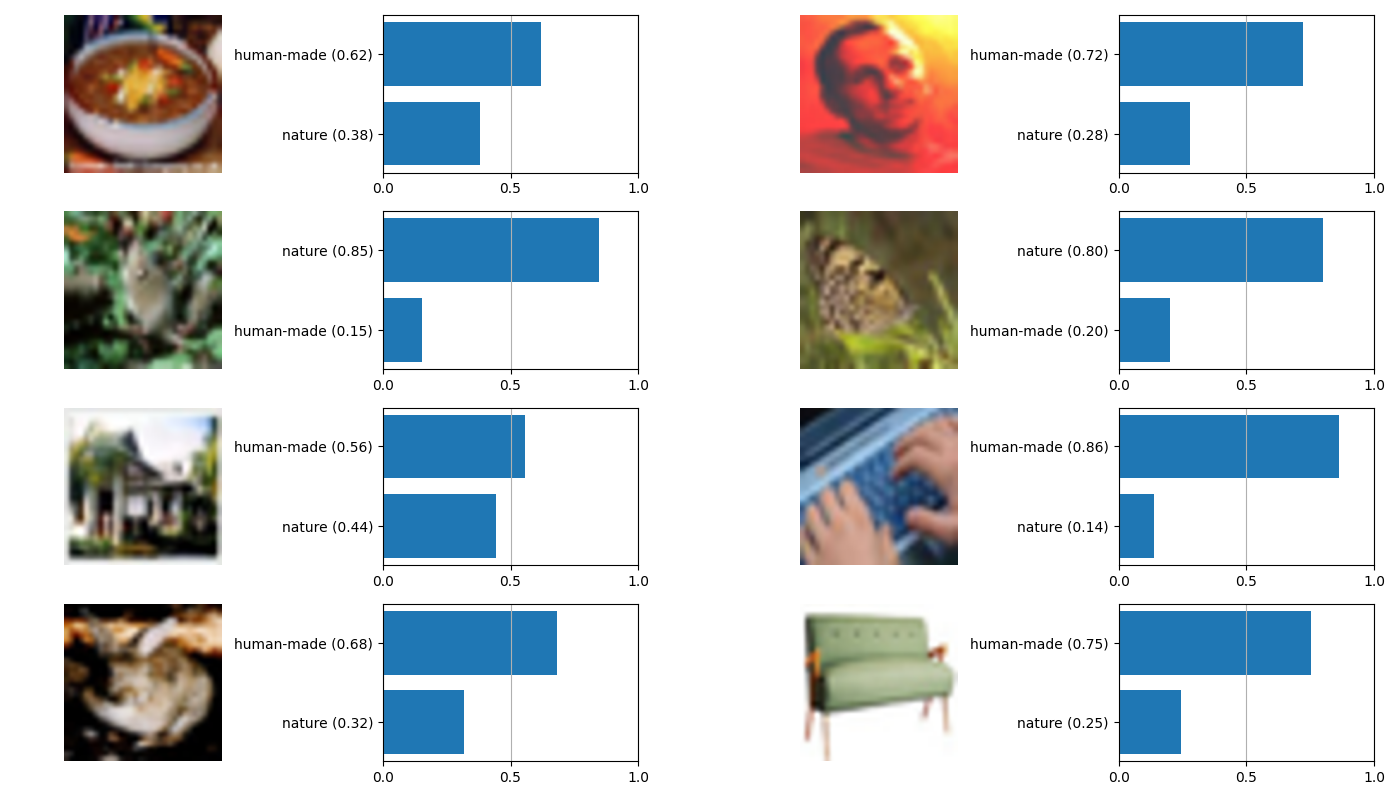 human-made (0.62)
nature (0.38)
0.0 0.5 1.0
human-made (0.72)
nature (0.28)
0.0 0.5 1.0
nature (0.85)
human-made (0.15)
0.0 0.5 1.0
nature (0.80)
human-made (0.20)
0.0 0.5 1.0
human-made (0.56)
nature (0.44)
0.0 0.5 1.0
human-made (0.86)
nature (0.14)
0.0 0.5 1.0
human-made (0.68)
nature (0.32)
0.0 0.5 1.0
human-made (0.75)
nature (0.25)
0.0 0.5 1.0